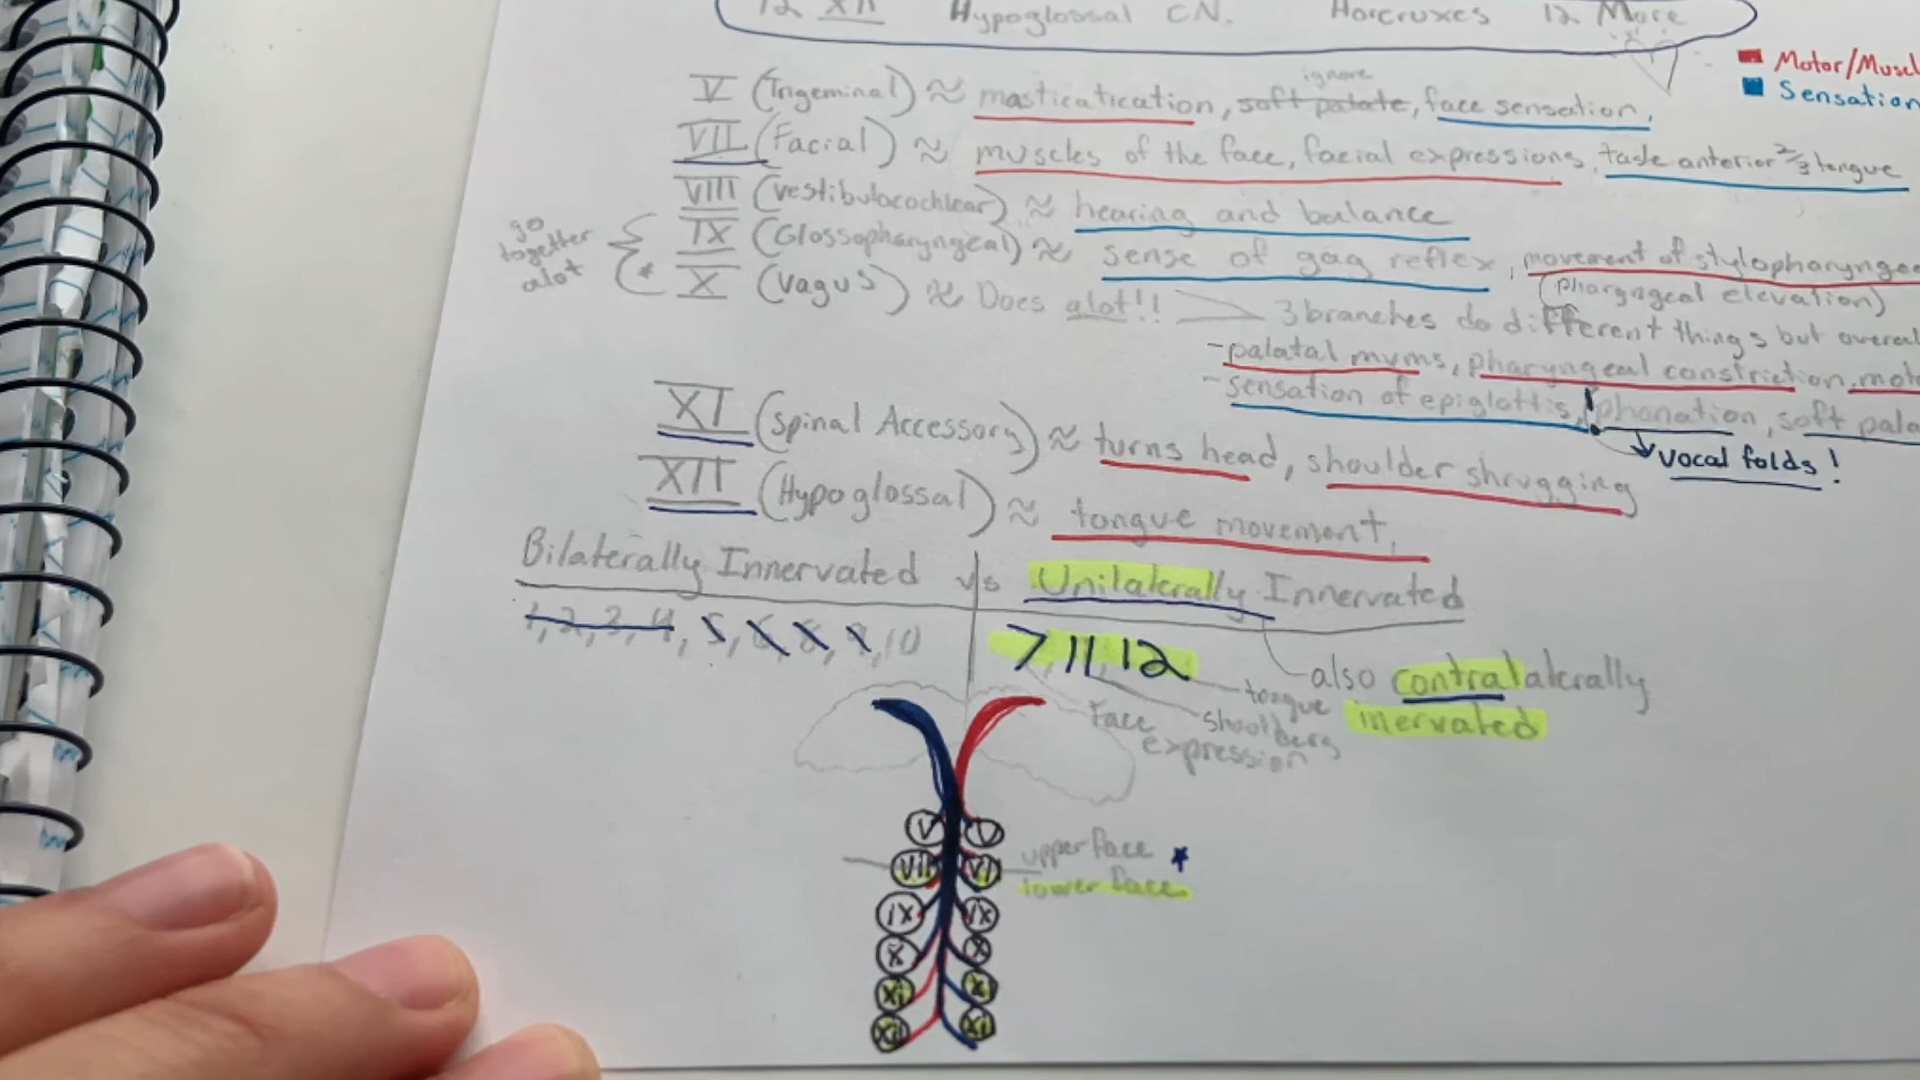 12 XII Hypoglossal CN. Horcruxes 12. More
Motor/Muscl
Sensation
ignore
V (Trigeminal) ≈ masticatication, soft palate, face sensation,
VII (Facial) ≈ muscles of the face, facial expressions, taste anterior 2/3 tongue
VIII (vestibulocochlear) ≈ hearing and balance
go together alot
* IX (Glossopharyngeal) ≈ sense of gag reflex, movement of stylopharyngea
(pharyngeal elevation)
X (vagus) ≈ Does alot!! 3 branches do different things but overal
- palatal mvms, pharyngeal constriction, moto
- sensation of epiglottis, phonation, soft pala
vocal folds!
XI (spinal Accessory) ≈ turns head, shoulder shrugging
XII (Hypoglossal) ≈ tongue movement,
Bilaterally Innervated vs Unilaterally Innervated
1, 2, 3, 4, 5, 6, 8, 9, 10
7, 11, 12
also contralaterally
inervated
tongue
shoulders
Face
expression
V V
VII VII
upper face *
lower face
IX IX
X X
XI XI
XII XII